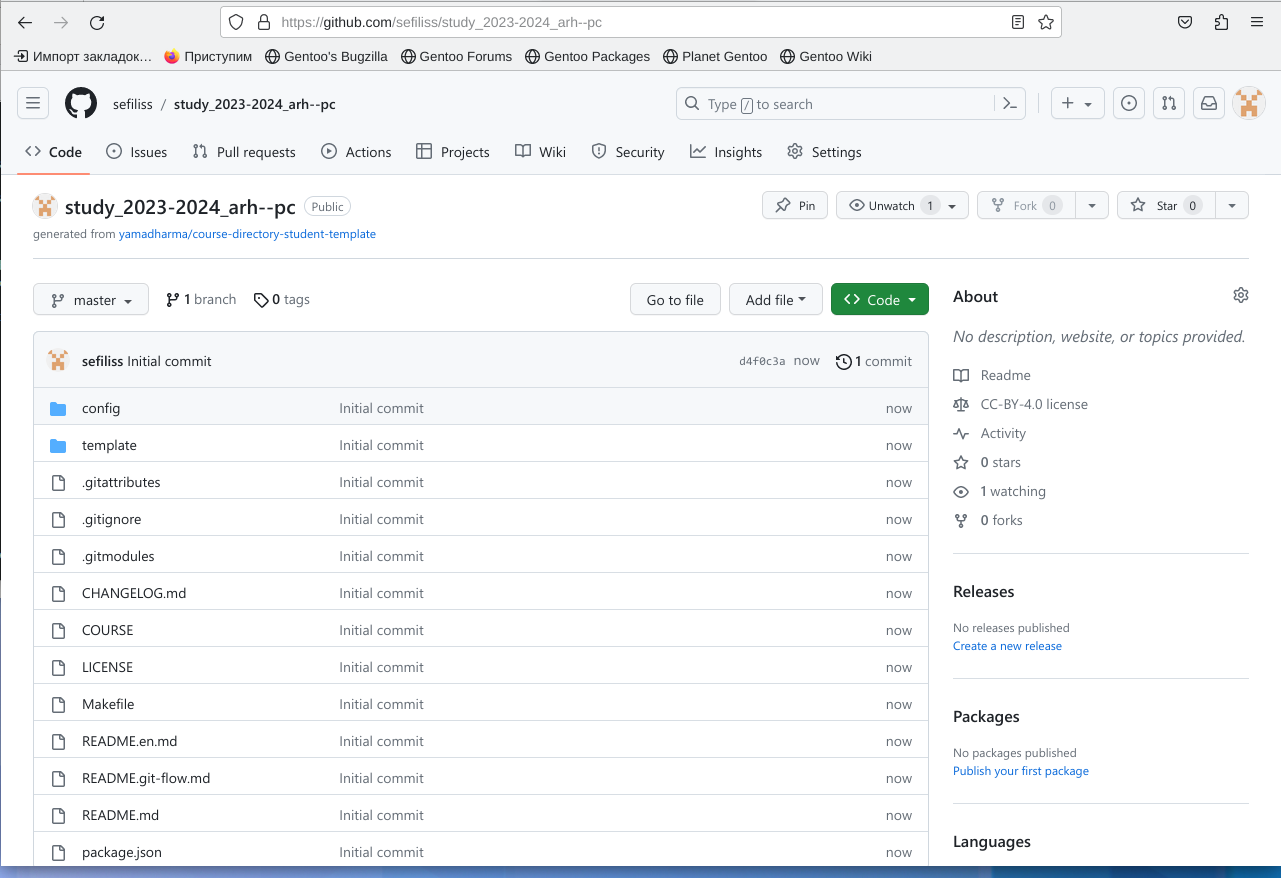 https://github.com/sefiliss/study_2023-2024_arh--pc
Импорт закладок… Приступим Gentoo's Bugzilla Gentoo Forums Gentoo Packages Planet Gentoo Gentoo Wiki
sefiliss / study_2023-2024_arh--pc Type / to search
Code Issues Pull requests Actions Projects Wiki Security Insights Settings
study_2023-2024_arh--pc Public Pin Unwatch 1 Fork 0 Star 0
generated from yamadharma/course-directory-student-template
master 1 branch 0 tags Go to file Add file Code
sefiliss Initial commit d4f0c3a now 1 commit
config Initial commit now
template Initial commit now
.gitattributes Initial commit now
.gitignore Initial commit now
.gitmodules Initial commit now
CHANGELOG.md Initial commit now
COURSE Initial commit now
LICENSE Initial commit now
Makefile Initial commit now
README.en.md Initial commit now
README.git-flow.md Initial commit now
README.md Initial commit now
package.json Initial commit now
About
No description, website, or topics provided.
Readme
CC-BY-4.0 license
Activity
0 stars
1 watching
0 forks
Releases
No releases published
Create a new release
Packages
No packages published
Publish your first package
Languages